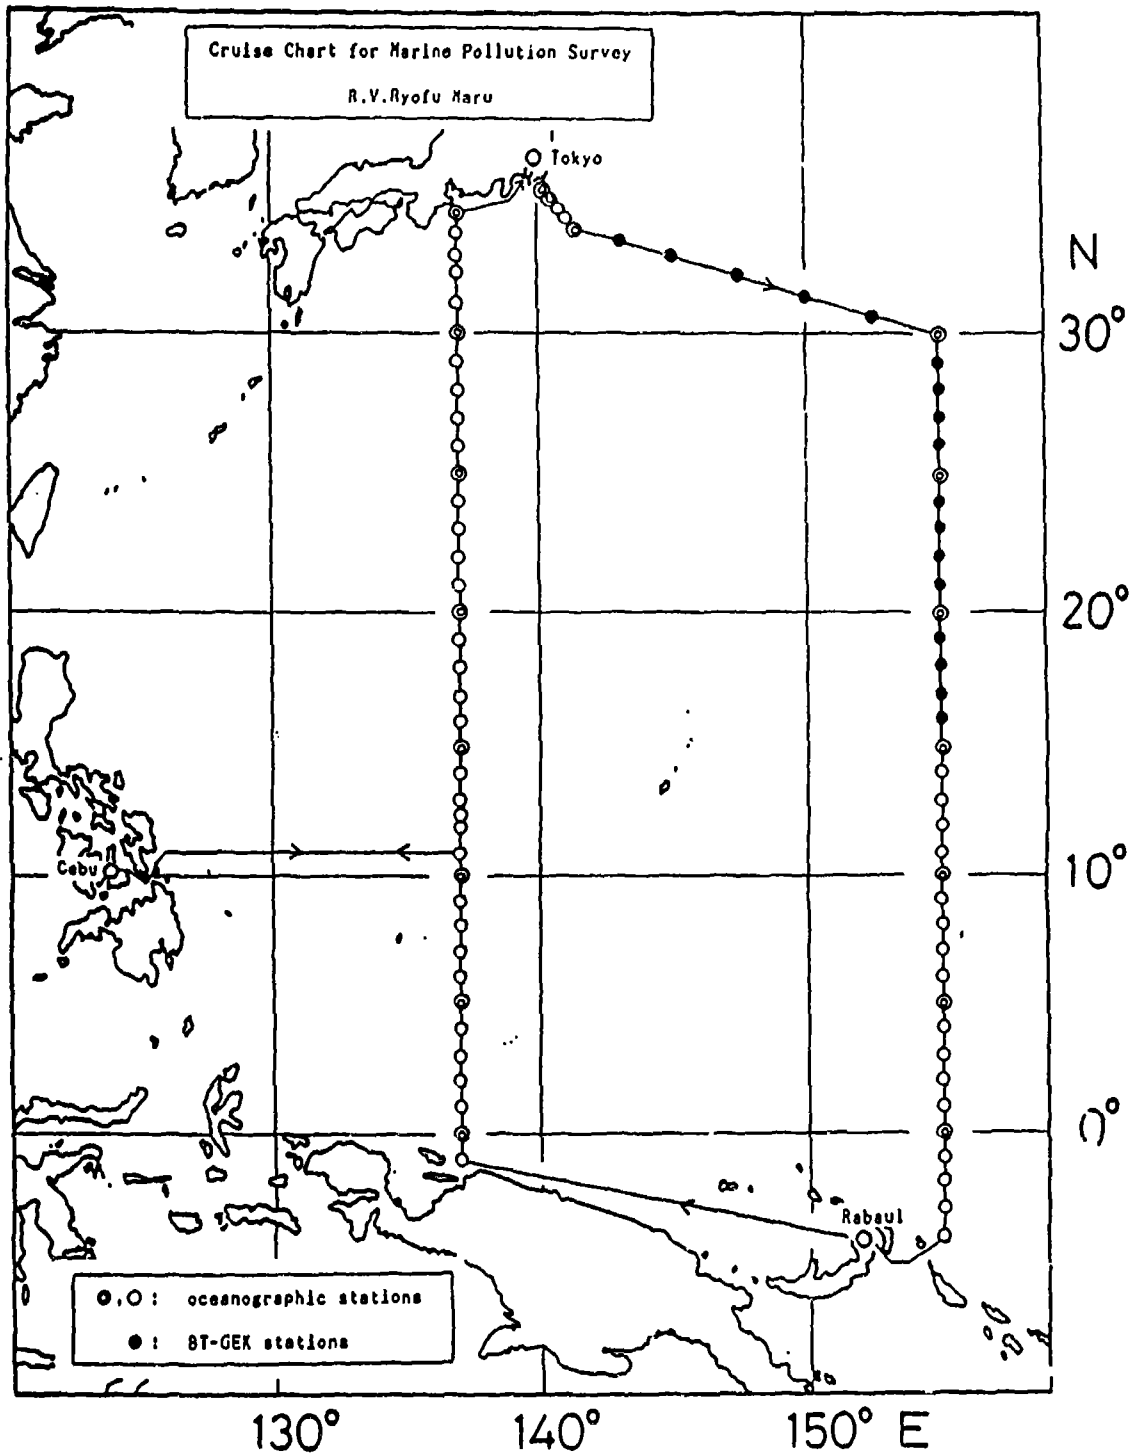 Cruise Chart for Marine Pollution Survey
R.V.Ryofu Maru
Tokyo
N
30°
20°
Cebu
10°
0°
Rabaul
◎,○: oceanographic stations
●: BT-GEK stations
130° 140° 150° E